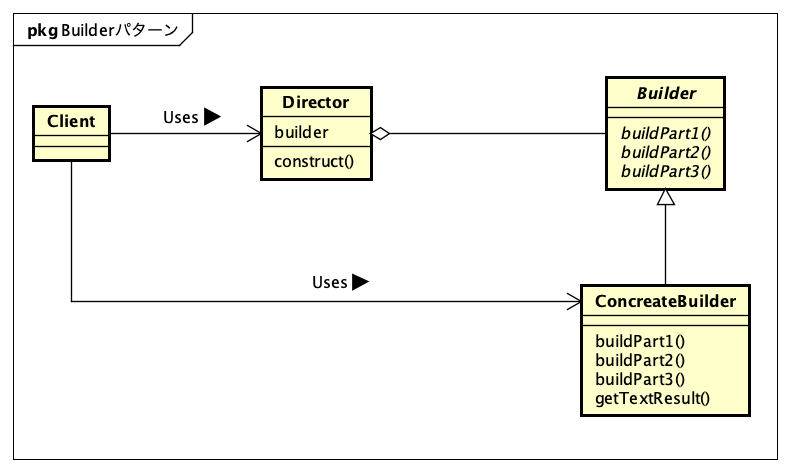 pkg Builderパターン
Client
Uses ▶
Director
builder
construct()
Builder
buildPart1()
buildPart2()
buildPart3()
Uses ▶
ConcreateBuilder
buildPart1()
buildPart2()
buildPart3()
getTextResult()